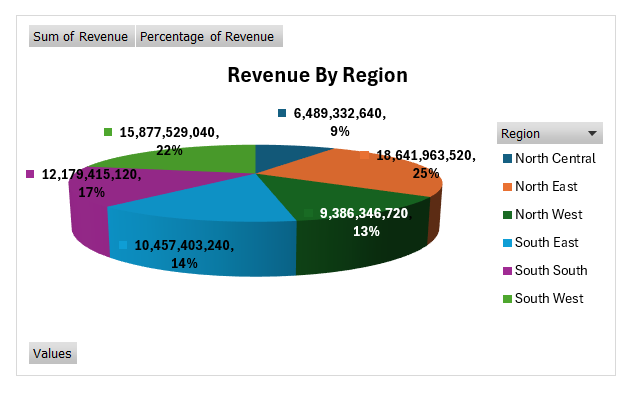 Sum of Revenue
Percentage of Revenue
Revenue By Region
6,489,332,640,
9%
15,877,529,040,
22%
18,641,963,520,
25%
12,179,415,120,
17%
9,386,346,720,
13%
10,457,403,240,
14%
Region
North Central
North East
North West
South East
South South
South West
Values